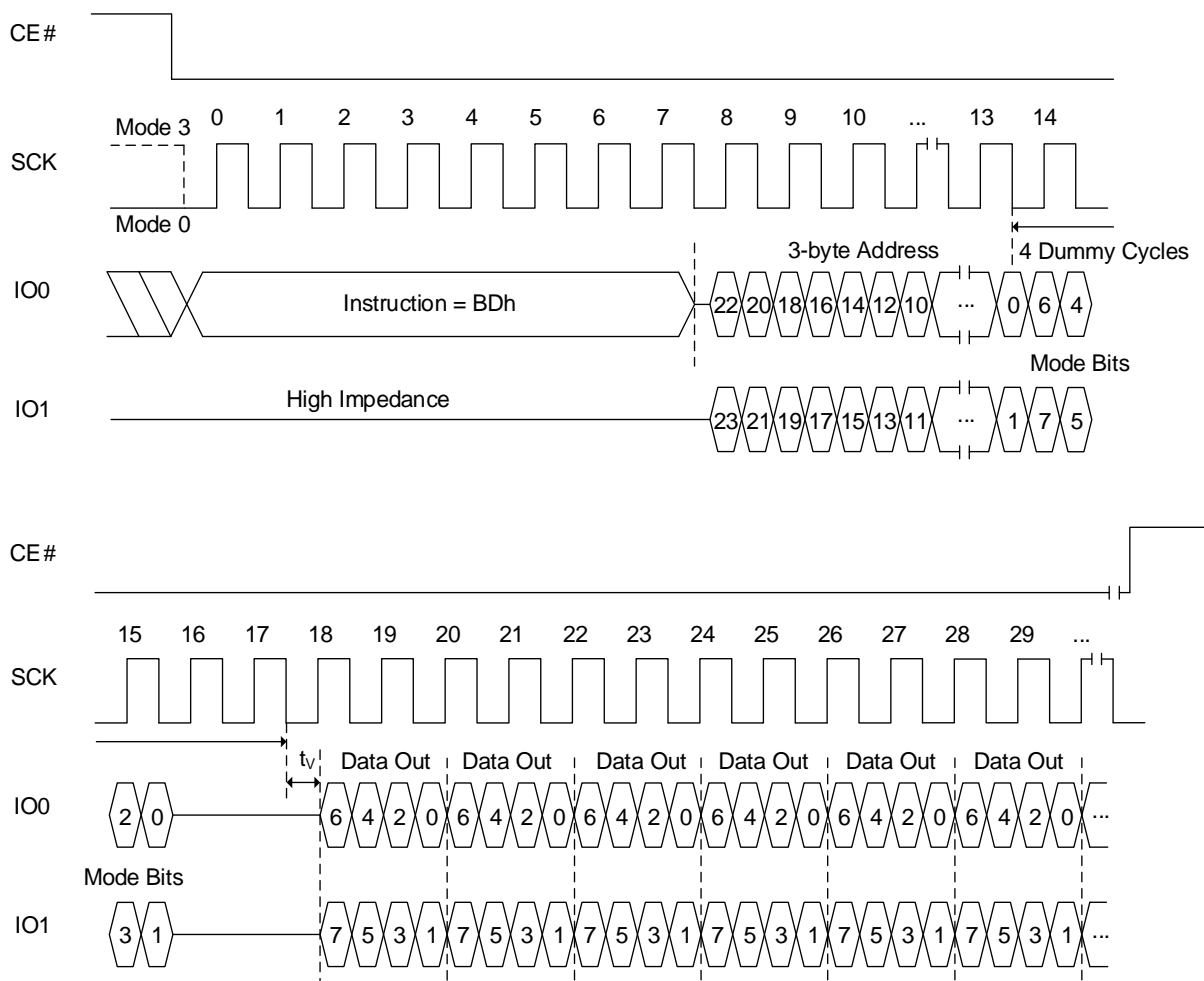 CE#
0 1 2 3 4 5 6 7 8 9 10 ... 13 14
Mode 3
SCK
Mode 0
3-byte Address 4 Dummy Cycles
IO0 Instruction = BDh 22 20 18 16 14 12 10 ... 0 6 4
Mode Bits
High Impedance
IO1 23 21 19 17 15 13 11 ... 1 7 5
CE#
15 16 17 18 19 20 21 22 23 24 25 26 27 28 29 ...
SCK
tV Data Out Data Out Data Out Data Out Data Out Data Out
IO0 2 0 6 4 2 0 6 4 2 0 6 4 2 0 6 4 2 0 6 4 2 0 6 4 2 0 ...
Mode Bits
IO1 3 1 7 5 3 1 7 5 3 1 7 5 3 1 7 5 3 1 7 5 3 1 7 5 3 1 ...